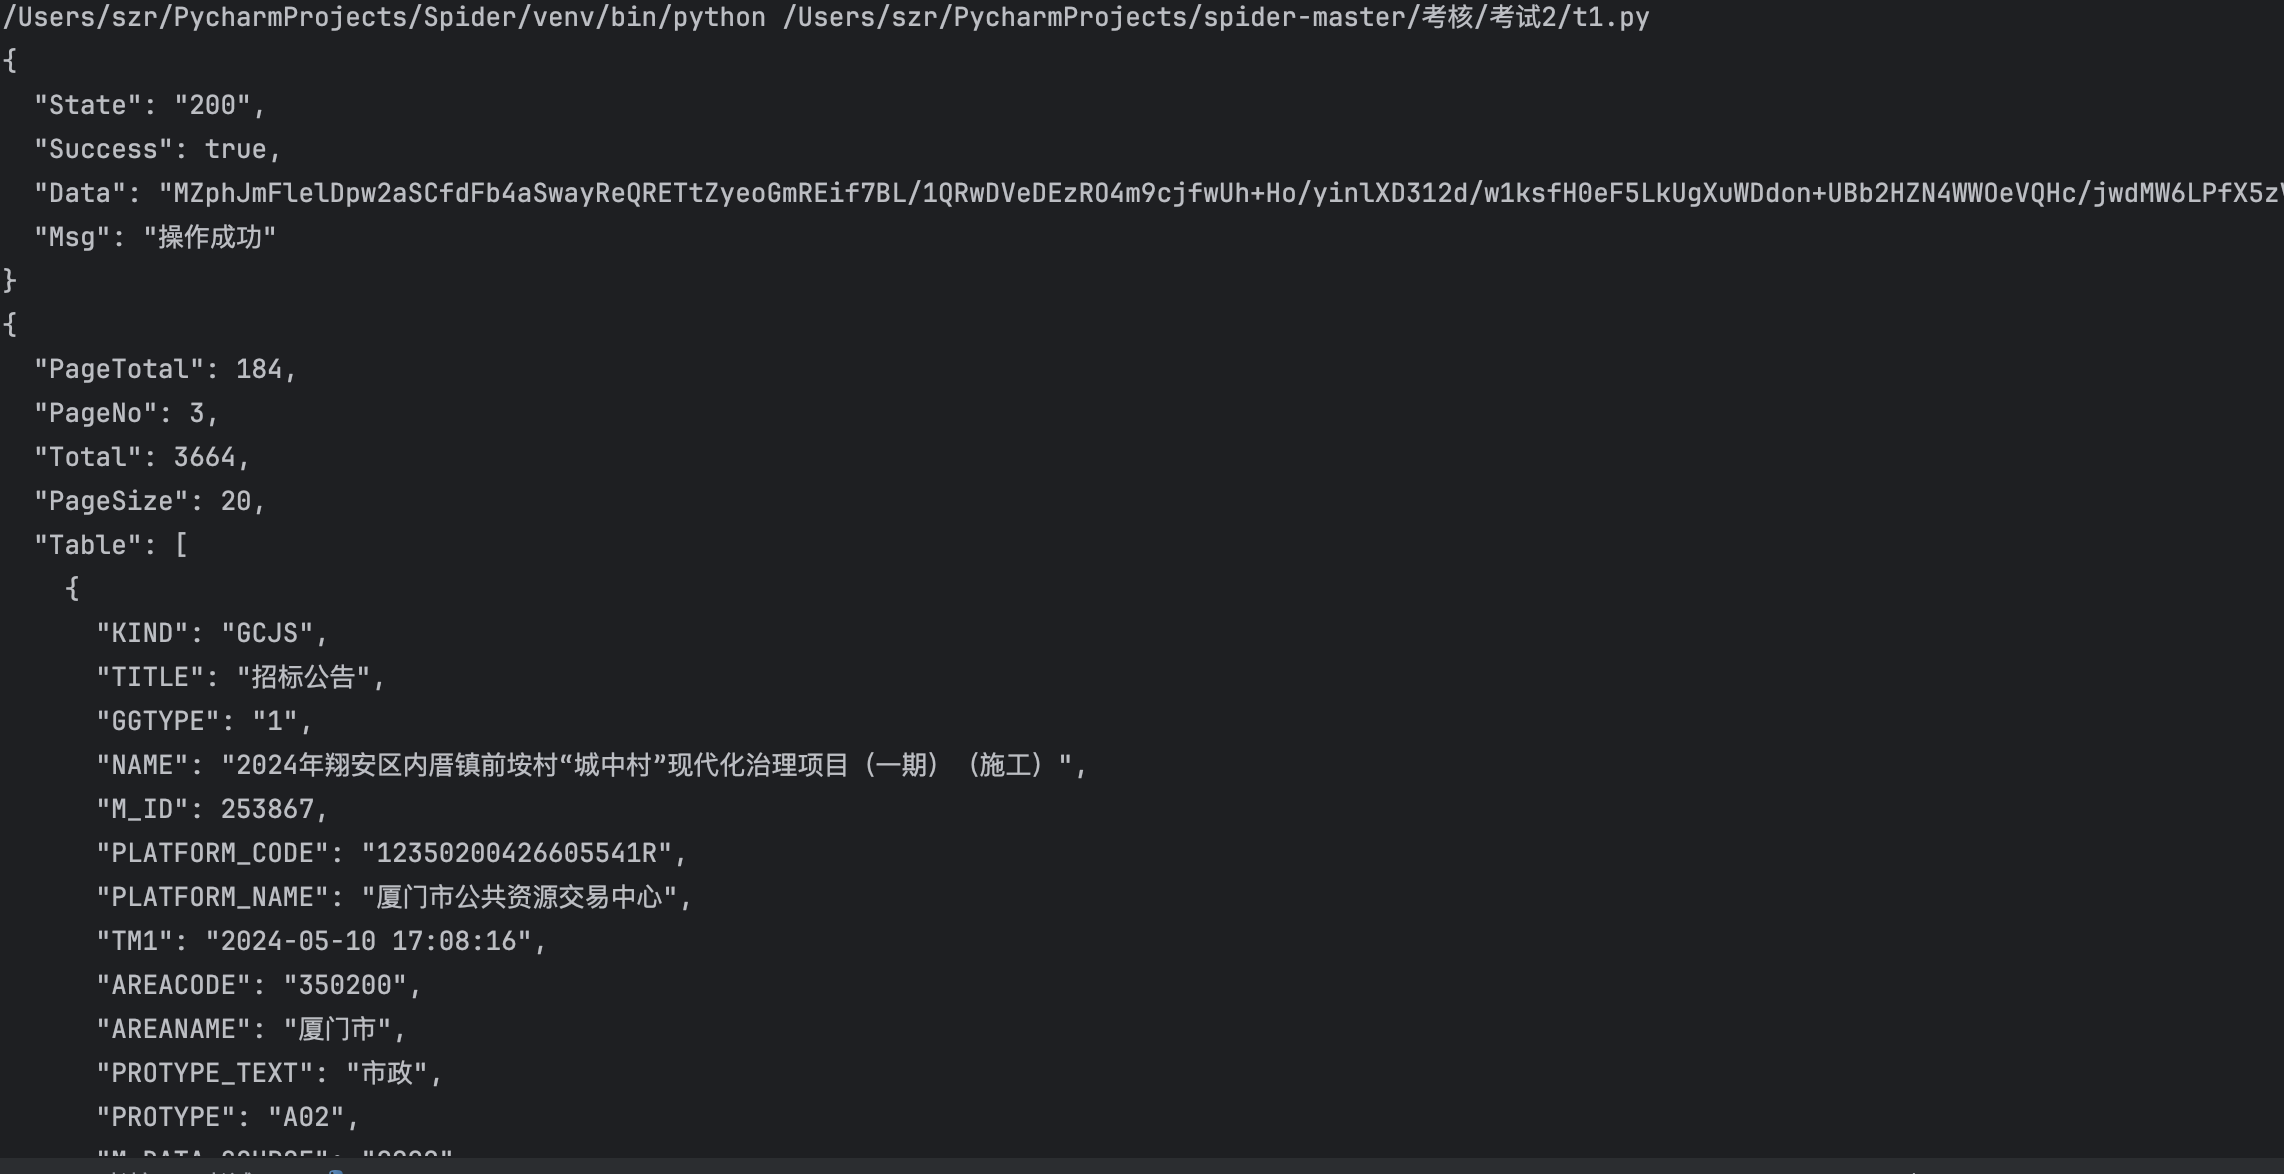 /Users/szr/PycharmProjects/Spider/venv/bin/python /Users/szr/PycharmProjects/spider-master/考核/考试2/t1.py
{
  "State": "200",
  "Success": true,
  "Data": "MZphJmFlelDpw2aSCfdFb4aSwayReQRETtZyeoGmREif7BL/1QRwDVeDEzRO4m9cjfwUh+Ho/yinlXD312d/w1ksfH0eF5LkUgXuWDdon+UBb2HZN4WWOeVQHc/jwdMW6LPfX5z
  "Msg": "操作成功"
}
{
  "PageTotal": 184,
  "PageNo": 3,
  "Total": 3664,
  "PageSize": 20,
  "Table": [
    {
      "KIND": "GCJS",
      "TITLE": "招标公告",
      "GGTYPE": "1",
      "NAME": "2024年翔安区内厝镇前垵村“城中村”现代化治理项目（一期）（施工）",
      "M_ID": 253867,
      "PLATFORM_CODE": "12350200426605541R",
      "PLATFORM_NAME": "厦门市公共资源交易中心",
      "TM1": "2024-05-10 17:08:16",
      "AREACODE": "350200",
      "AREANAME": "厦门市",
      "PROTYPE_TEXT": "市政",
      "PROTYPE": "A02",